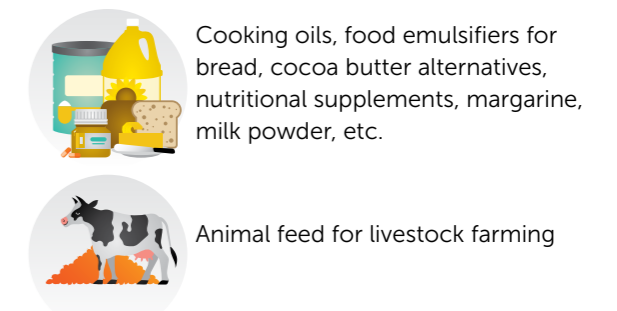 Cooking oils, food emulsifiers for
bread, cocoa butter alternatives,
nutritional supplements, margarine,
milk powder, etc.
Animal feed for livestock farming